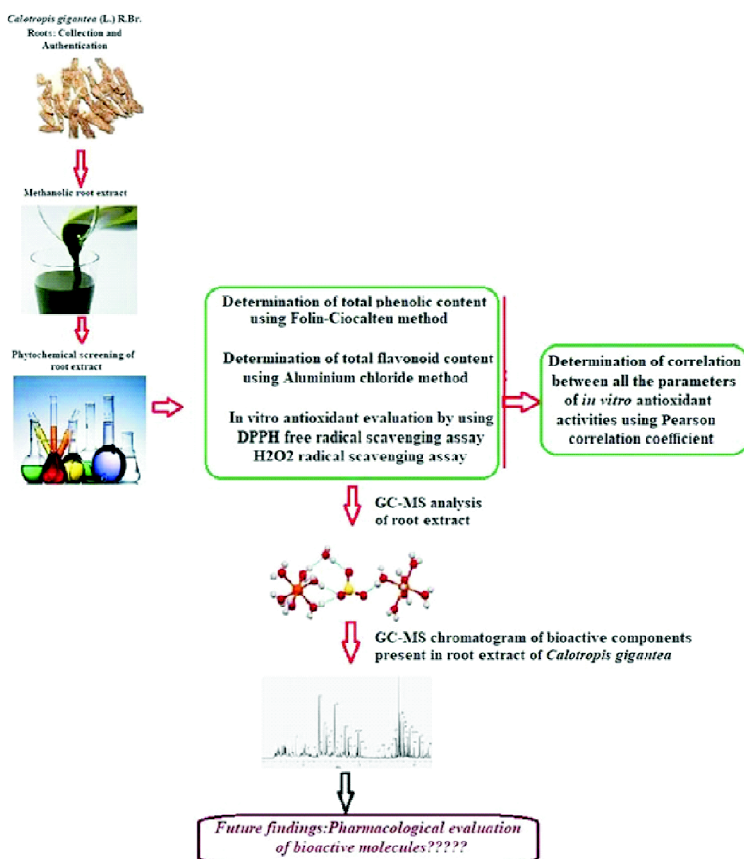 Calotropis gigantea (L.) R.Br.
Roots: Collection and
Authentication
Methanolic root extract
Phytochemical screening of
root extract
Determination of total phenolic content
using Folin-Ciocalteu method
Determination of total flavonoid content
using Aluminium chloride method
In vitro antioxidant evaluation by using
DPPH free radical scavenging assay
H2O2 radical scavenging assay
Determination of correlation
between all the parameters
of in vitro antioxidant
activities using Pearson
correlation coefficient
GC-MS analysis
of root extract
GC-MS chromatogram of bioactive components
present in root extract of Calotropis gigantea
Future findings:Pharmacological evaluation
of bioactive molecules?????